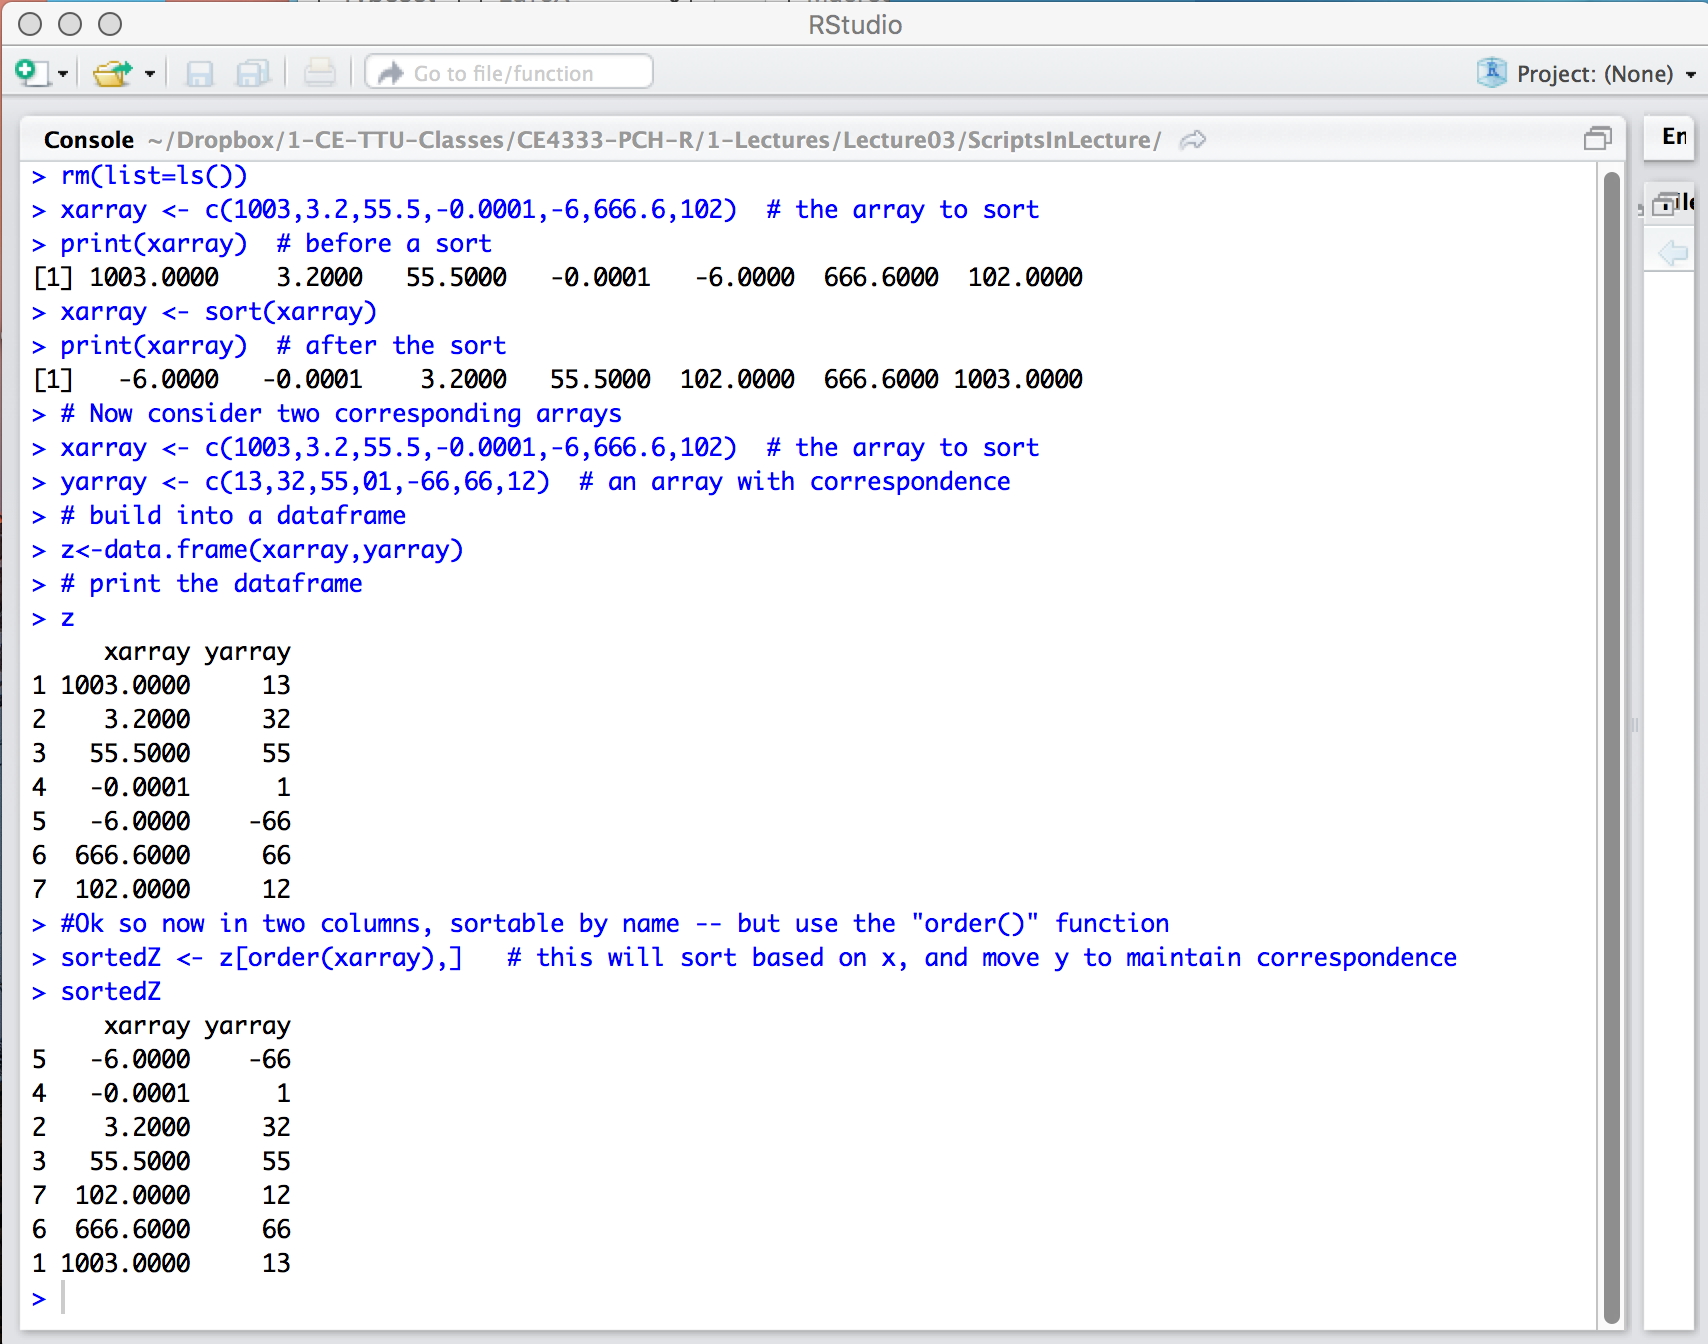 RStudio
Go to file/function
Project: (None)
Console ~/Dropbox/1-CE-TTU-Classes/CE4333-PCH-R/1-Lectures/Lecture03/ScriptsInLecture/
En
> rm(list=ls())
> xarray <- c(1003,3.2,55.5,-0.0001,-6,666.6,102)  # the array to sort
> print(xarray)  # before a sort
[1] 1003.0000    3.2000   55.5000   -0.0001   -6.0000  666.6000  102.0000
> xarray <- sort(xarray)
> print(xarray)  # after the sort
[1]   -6.0000   -0.0001    3.2000   55.5000  102.0000  666.6000 1003.0000
> # Now consider two corresponding arrays
> xarray <- c(1003,3.2,55.5,-0.0001,-6,666.6,102)  # the array to sort
> yarray <- c(13,32,55,01,-66,66,12)  # an array with correspondence
> # build into a dataframe
> z<-data.frame(xarray,yarray)
> # print the dataframe
> z
     xarray yarray
1 1003.0000     13
2    3.2000     32
3   55.5000     55
4   -0.0001      1
5   -6.0000    -66
6  666.6000     66
7  102.0000     12
> #Ok so now in two columns, sortable by name -- but use the "order()" function
> sortedZ <- z[order(xarray),]   # this will sort based on x, and move y to maintain correspondence
> sortedZ
     xarray yarray
5   -6.0000    -66
4   -0.0001      1
2    3.2000     32
3   55.5000     55
7  102.0000     12
6  666.6000     66
1 1003.0000     13
>